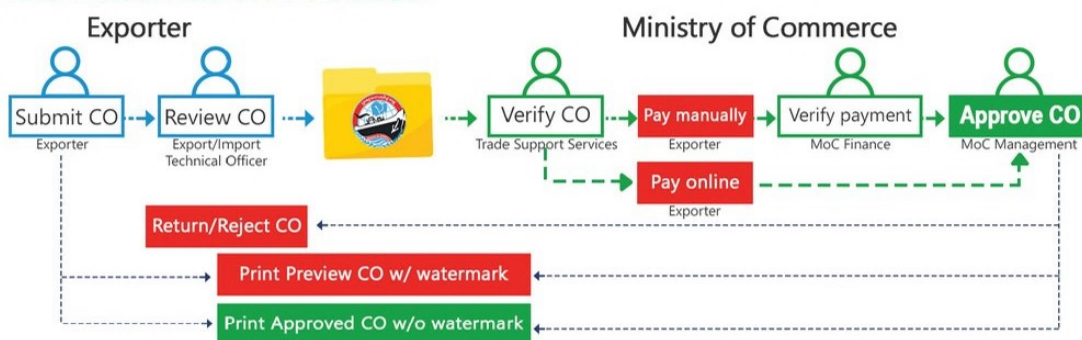 Exporter
Ministry of Commerce
Submit CO
Exporter
Review CO
Export/Import
Technical Officer
Verify CO
Trade Support Services
Pay manually
Exporter
Verify payment
MoC Finance
Approve CO
MoC Management
Pay online
Exporter
Return/Reject CO
Print Preview CO w/ watermark
Print Approved CO w/o watermark